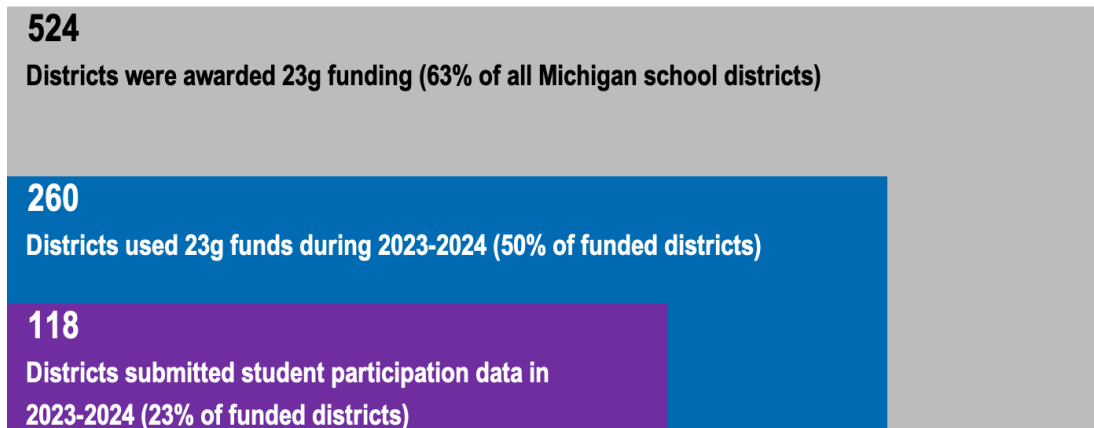 524
Districts were awarded 23g funding (63% of all Michigan school districts)
260
Districts used 23g funds during 2023-2024 (50% of funded districts)
118
Districts submitted student participation data in
2023-2024 (23% of funded districts)